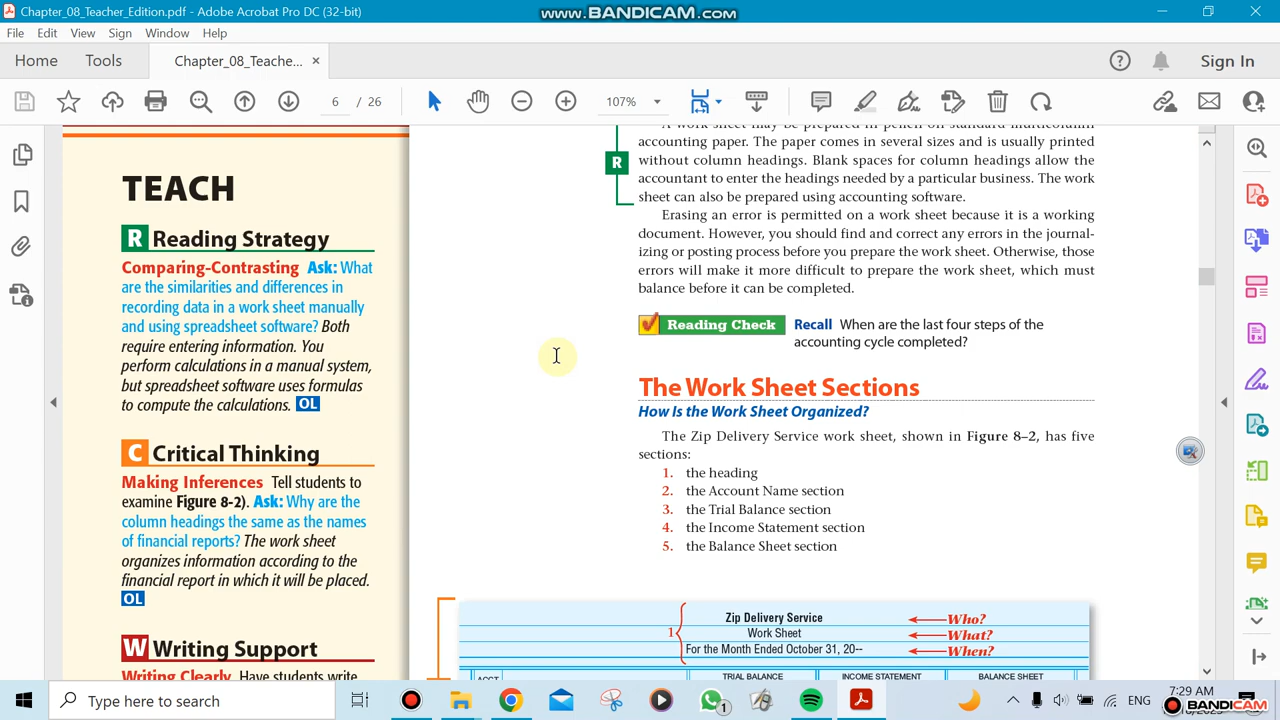 Chapter_08_Teacher_Edition.pdf - Adobe Acrobat Pro DC (32-bit)
www.BANDICAM.com
File Edit View Sign Window Help
Home Tools Chapter_08_Teache... × Sign In
6 / 26 107%
TEACH
R Reading Strategy
Comparing-Contrasting Ask: What
are the similarities and differences in
recording data in a work sheet manually
and using spreadsheet software? Both
require entering information. You
perform calculations in a manual system,
but spreadsheet software uses formulas
to compute the calculations. OL
C Critical Thinking
Making Inferences Tell students to
examine Figure 8-2). Ask: Why are the
column headings the same as the names
of financial reports? The work sheet
organizes information according to the
financial report in which it will be placed.
OL
W Writing Support
Writing Clearly Have students write
R
A work sheet may be prepared in pencil on standard multicolumn
accounting paper. The paper comes in several sizes and is usually printed
without column headings. Blank spaces for column headings allow the
accountant to enter the headings needed by a particular business. The work
sheet can also be prepared using accounting software.
Erasing an error is permitted on a work sheet because it is a working
document. However, you should find and correct any errors in the journal-
izing or posting process before you prepare the work sheet. Otherwise, those
errors will make it more difficult to prepare the work sheet, which must
balance before it can be completed.
Reading Check Recall When are the last four steps of the
accounting cycle completed?
The Work Sheet Sections
How Is the Work Sheet Organized?
The Zip Delivery Service work sheet, shown in Figure 8–2, has five
sections:
1. the heading
2. the Account Name section
3. the Trial Balance section
4. the Income Statement section
5. the Balance Sheet section
Zip Delivery Service Who?
1 Work Sheet What?
For the Month Ended October 31, 20-- When?
ACCT. TRIAL BALANCE INCOME STATEMENT BALANCE SHEET
Type here to search
1
ENG
7:29 AM
BANDICAM